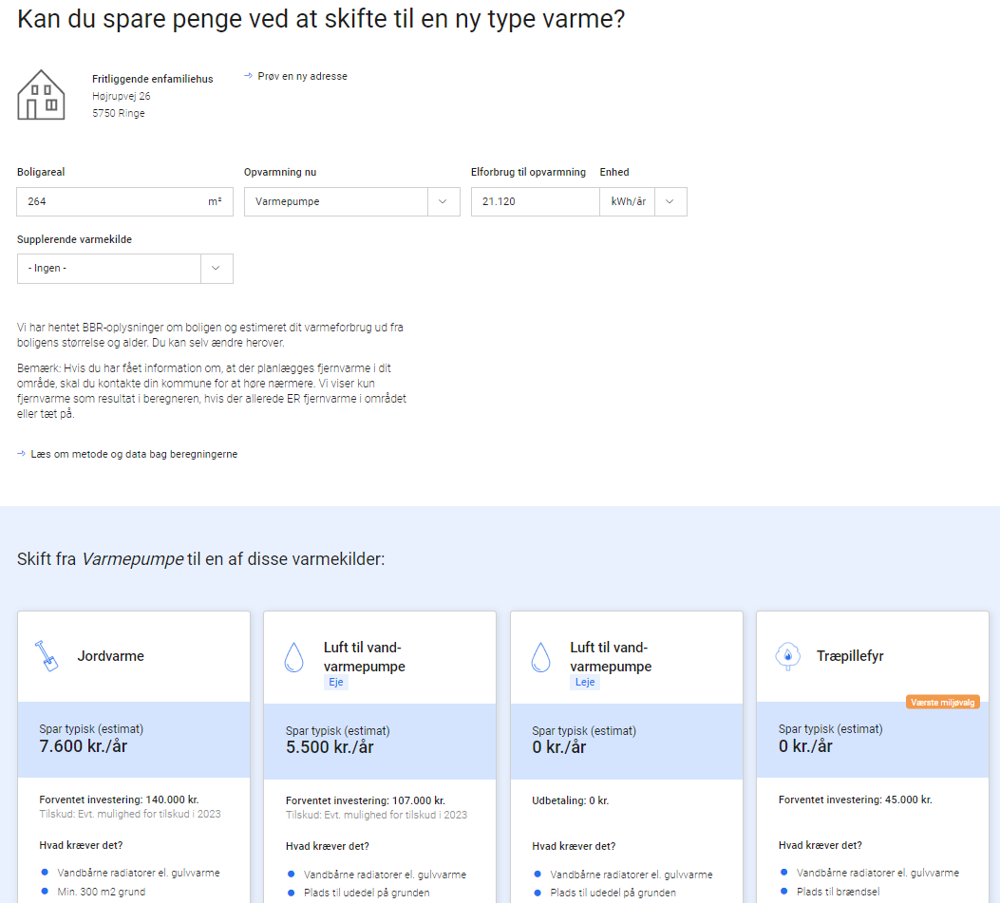 Kan du spare penge ved at skifte til en ny type varme?
Fritliggende enfamiliehus
Højrupvej 26
5750 Ringe
Prøv en ny adresse
Boligareal
264 m²
Opvarmning nu
Varmepumpe
Elforbrug til opvarmning
21.120
Enhed
kWh/år
Supplerende varmekilde
- Ingen -
Vi har hentet BBR-oplysninger om boligen og estimeret dit varmeforbrug ud fra
boligens størrelse og alder. Du kan selv ændre herover.
Bemærk: Hvis du har fået information om, at der planlægges fjernvarme i dit
område, skal du kontakte din kommune for at høre nærmere. Vi viser kun
fjernvarme som resultat i beregneren, hvis der allerede ER fjernvarme i området
eller tæt på.
Læs om metode og data bag beregningerne
Skift fra Varmepumpe til en af disse varmekilder:
Jordvarme
Spar typisk (estimat)
7.600 kr./år
Forventet investering: 140.000 kr.
Tilskud: Evt. mulighed for tilskud i 2023
Hvad kræver det?
Vandbårne radiatorer el. gulvvarme
Min. 300 m2 grund
Luft til vand-
varmepumpe
Eje
Spar typisk (estimat)
5.500 kr./år
Forventet investering: 107.000 kr.
Tilskud: Evt. mulighed for tilskud i 2023
Hvad kræver det?
Vandbårne radiatorer el. gulvvarme
Plads til udedel på grunden
Luft til vand-
varmepumpe
Leje
Spar typisk (estimat)
0 kr./år
Udbetaling: 0 kr.
Hvad kræver det?
Vandbårne radiatorer el. gulvvarme
Plads til udedel på grunden
Træpillefyr
Værste miljøvalg
Spar typisk (estimat)
0 kr./år
Forventet investering: 45.000 kr.
Hvad kræver det?
Vandbårne radiatorer el. gulvvarme
Plads til brændsel